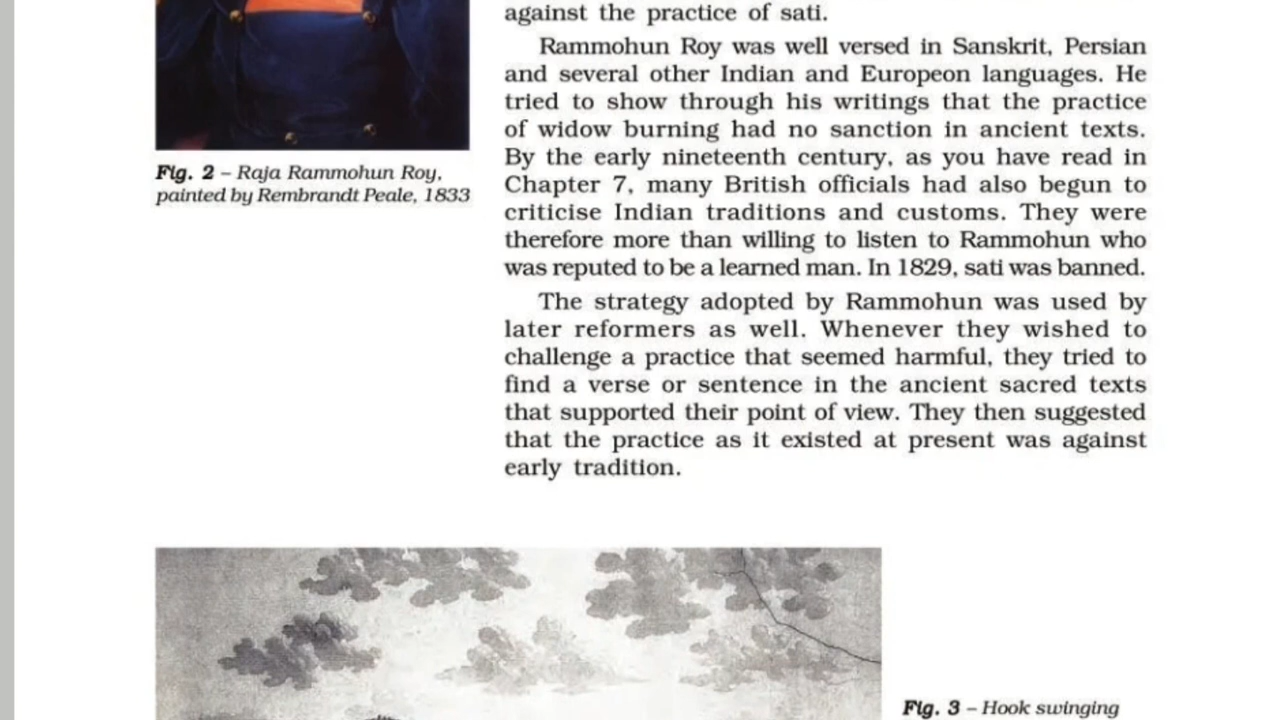 against the practice of sati.
Rammohun Roy was well versed in Sanskrit, Persian
and several other Indian and Europeon languages. He
tried to show through his writings that the practice
of widow burning had no sanction in ancient texts.
By the early nineteenth century, as you have read in
Chapter 7, many British officials had also begun to
criticise Indian traditions and customs. They were
therefore more than willing to listen to Rammohun who
was reputed to be a learned man. In 1829, sati was banned.
The strategy adopted by Rammohun was used by
later reformers as well. Whenever they wished to
challenge a practice that seemed harmful, they tried to
find a verse or sentence in the ancient sacred texts
that supported their point of view. They then suggested
that the practice as it existed at present was against
early tradition.
Fig. 2 – Raja Rammohun Roy,
painted by Rembrandt Peale, 1833
Fig. 3 – Hook swinging